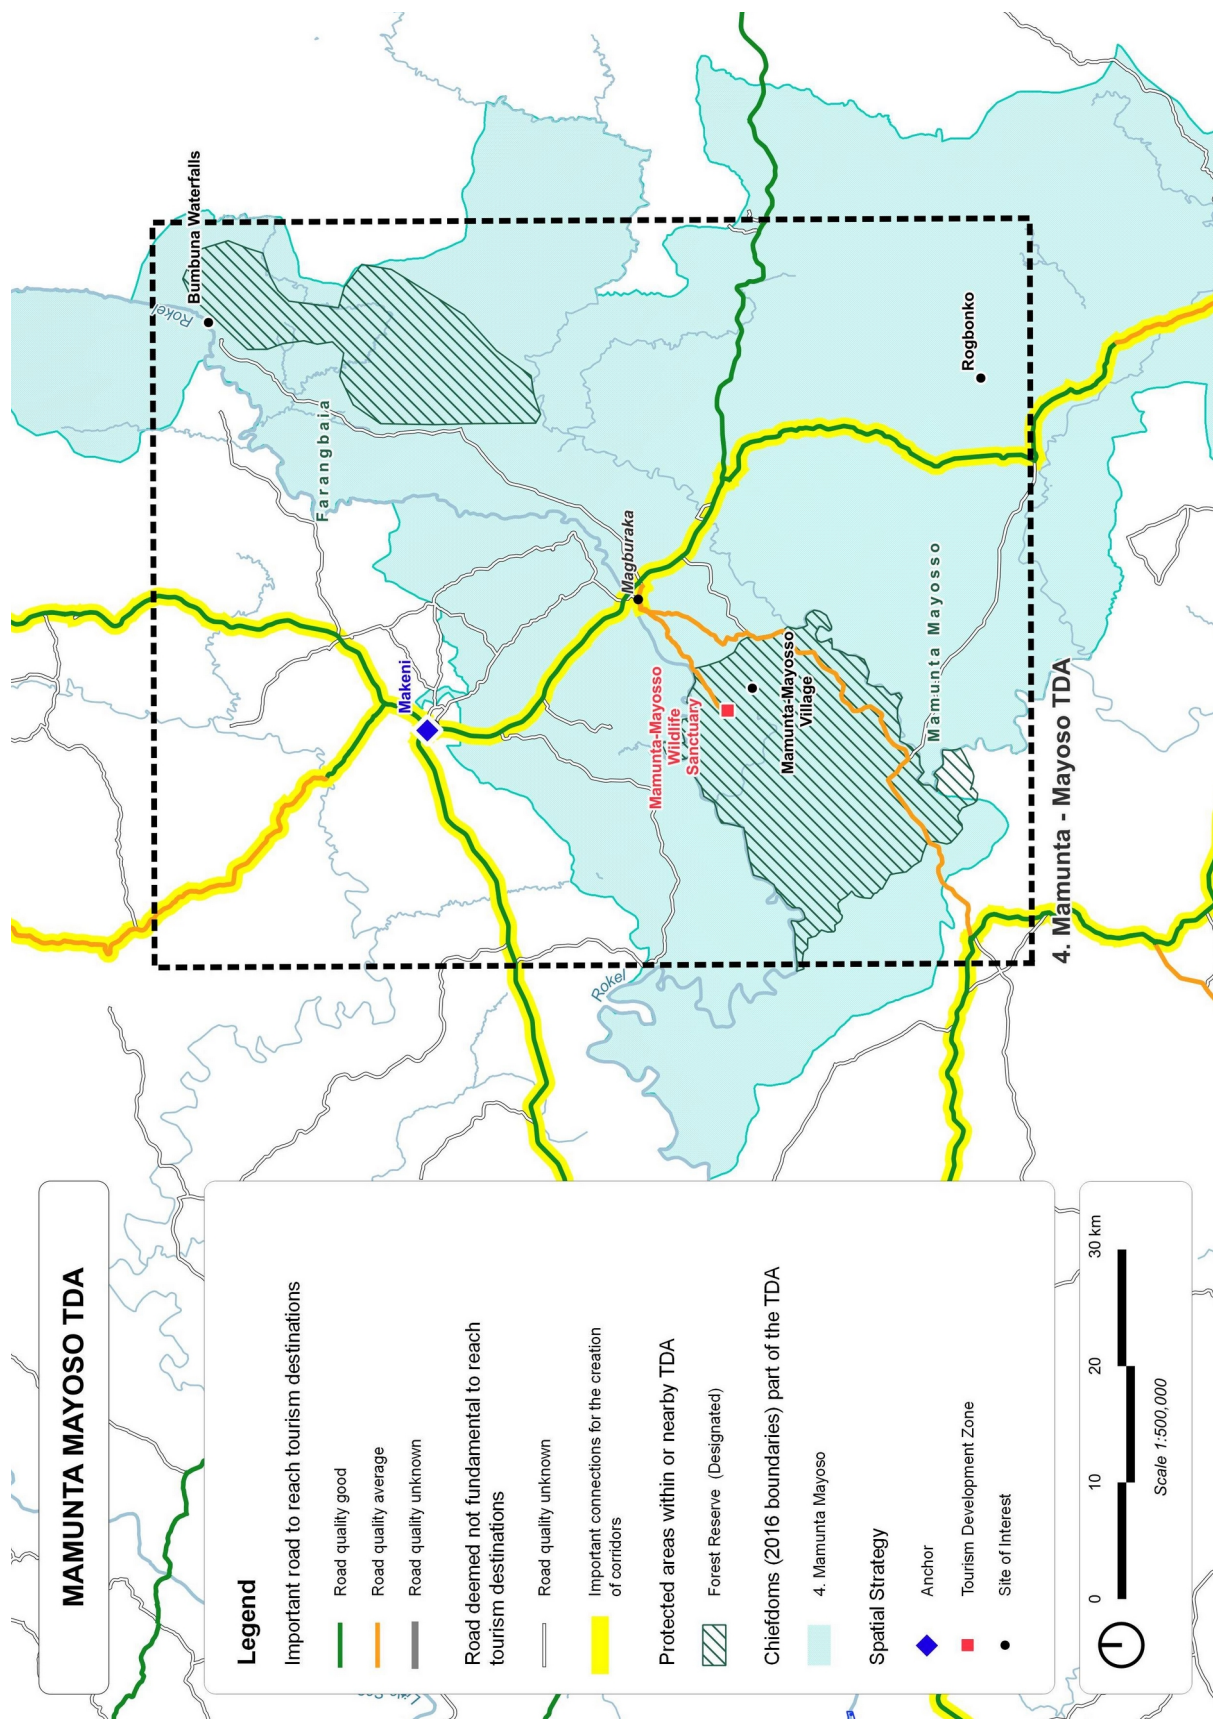 MAMUNTA MAYOSO TDA
Legend
Important road to reach tourism destinations
Road quality good
Road quality average
Road quality unknown
Road deemed not fundamental to reach
tourism destinations
Road quality unknown
Important connections for the creation
of corridors
Protected areas within or nearby TDA
Forest Reserve (Designated)
Chiefdoms (2016 boundaries) part of the TDA
4. Mamunta Mayoso
Spatial Strategy
Anchor
Tourism Development Zone
Site of Interest
0
10
20
30 km
Scale 1:500,000
Bumbuna Waterfalls
Rokel
Farangbaia
Makeni
Magburaka
Mamunta-Mayosso
Wildlife
Sanctuary
Mamunta-Mayosso
Village
Rokel
Mamunta Mayosso
Rogbonko
4. Mamunta - Mayoso TDA